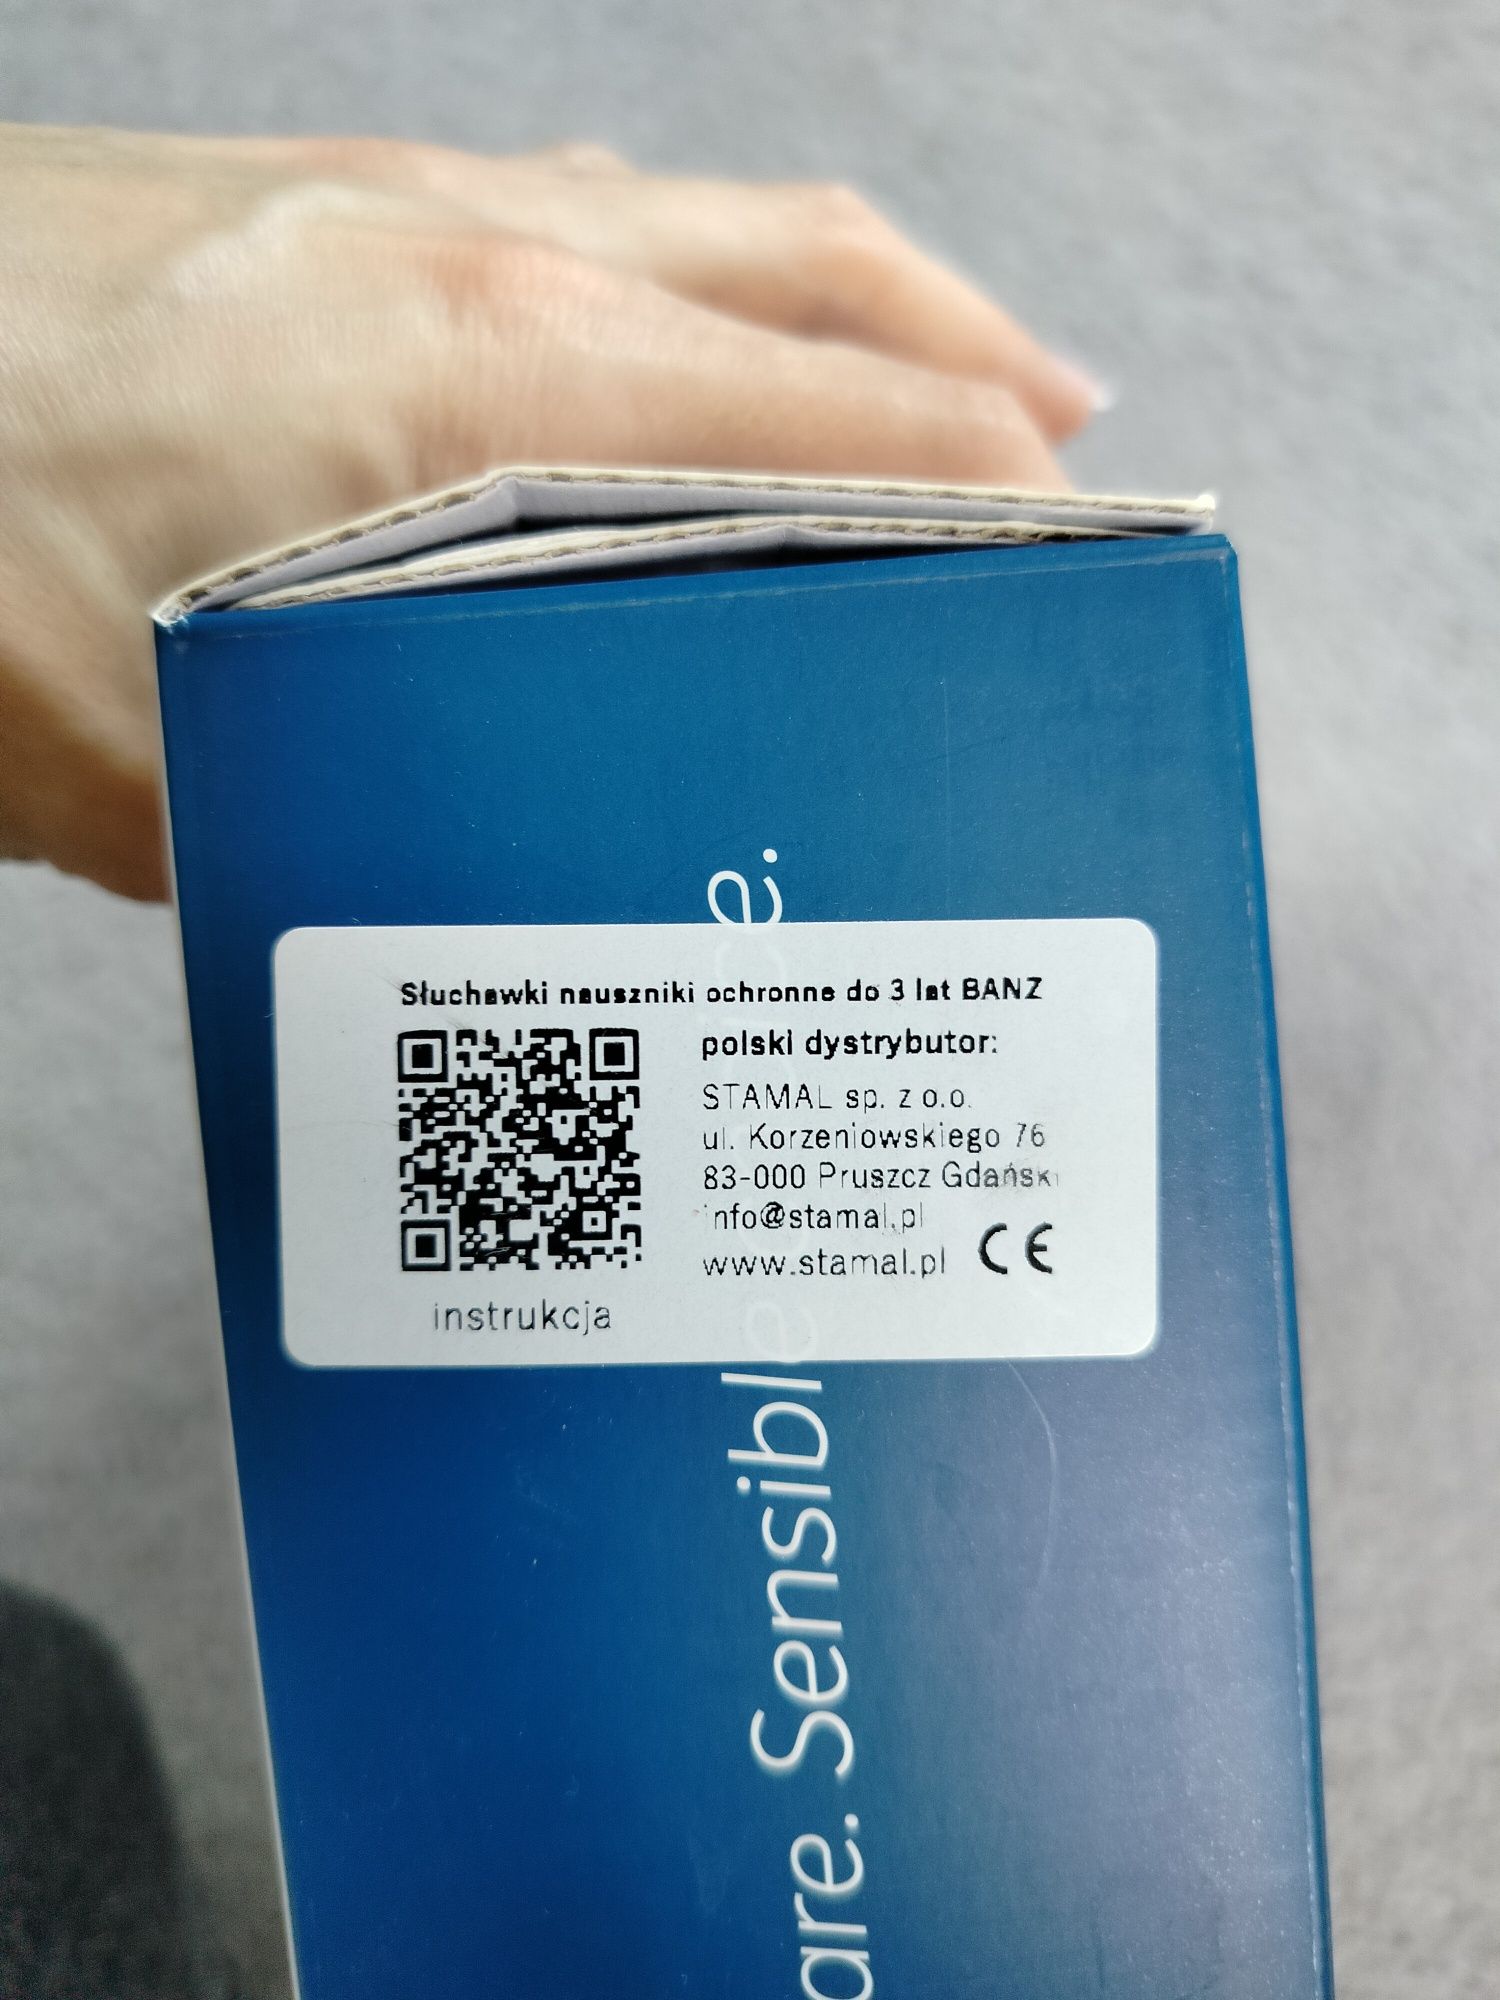 Słuchawki nauszniki ochronne do 3 lat BANZ
polski dystrybutor:
STAMAL sp. z o.o.
ul. Korzeniowskiego 76
83-000 Pruszcz Gdański
info@stamal.pl
www.stamal.pl
CE
instrukcja
Sensible